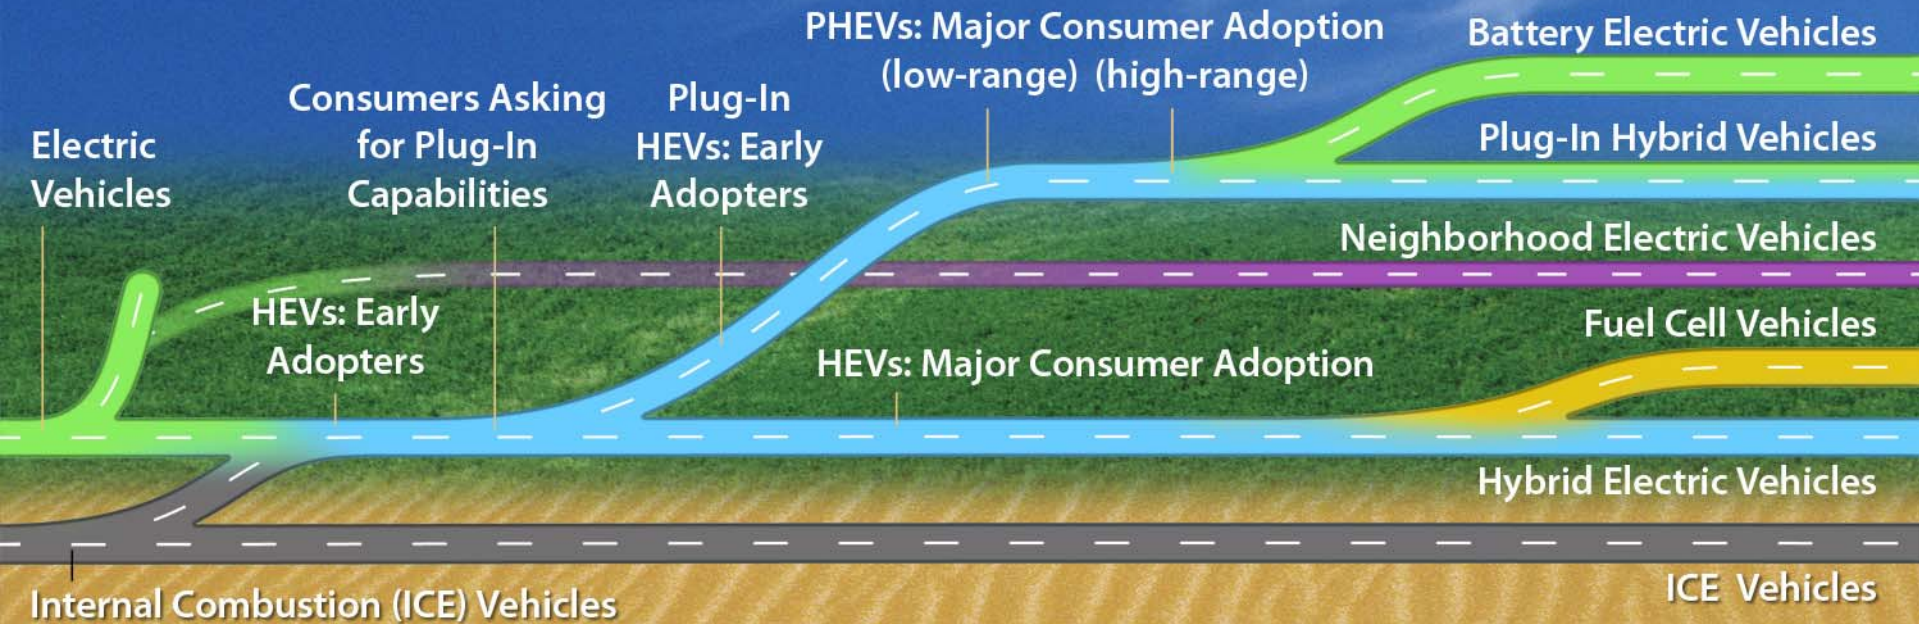 PHEVs: Major Consumer Adoption
(low-range) (high-range)
Battery Electric Vehicles
Consumers Asking
for Plug-In
Capabilities
Plug-In
HEVs: Early
Adopters
Electric
Vehicles
Plug-In Hybrid Vehicles
Neighborhood Electric Vehicles
HEVs: Early
Adopters
Fuel Cell Vehicles
HEVs: Major Consumer Adoption
Hybrid Electric Vehicles
Internal Combustion (ICE) Vehicles
ICE Vehicles